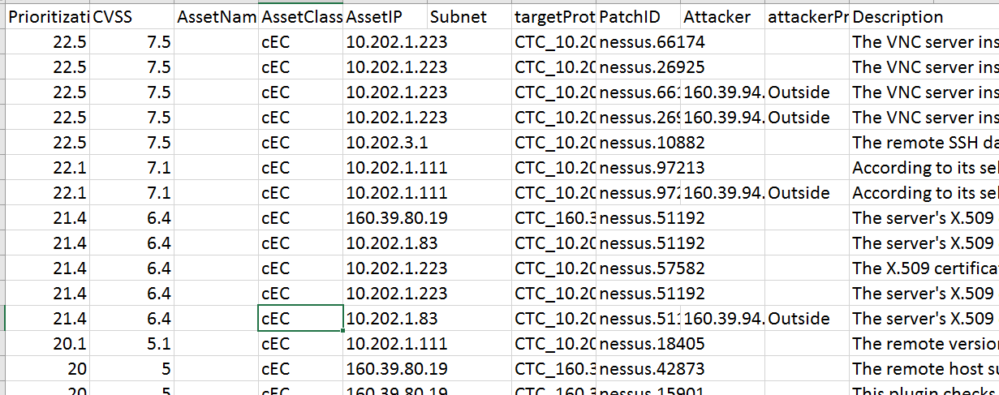 Prioritizati CVSS AssetNam AssetClass AssetIP Subnet targetProt PatchID Attacker attackerPr Description
22.5 7.5 cEC 10.202.1.223 CTC_10.20 nessus.66174 The VNC server ins
22.5 7.5 cEC 10.202.1.223 CTC_10.20 nessus.26925 The VNC server ins
22.5 7.5 cEC 10.202.1.223 CTC_10.20 nessus.661 160.39.94. Outside The VNC server ins
22.5 7.5 cEC 10.202.1.223 CTC_10.20 nessus.269 160.39.94. Outside The VNC server ins
22.5 7.5 cEC 10.202.3.1 CTC_10.20 nessus.10882 The remote SSH da
22.1 7.1 cEC 10.202.1.111 CTC_10.20 nessus.97213 According to its sel
22.1 7.1 cEC 10.202.1.111 CTC_10.20 nessus.972 160.39.94. Outside According to its sel
21.4 6.4 cEC 160.39.80.19 CTC_160.3 nessus.51192 The server's X.509
21.4 6.4 cEC 10.202.1.83 CTC_10.20 nessus.51192 The server's X.509
21.4 6.4 cEC 10.202.1.223 CTC_10.20 nessus.57582 The X.509 certifica
21.4 6.4 cEC 10.202.1.223 CTC_10.20 nessus.51192 The server's X.509
21.4 6.4 cEC 10.202.1.83 CTC_10.20 nessus.511 160.39.94. Outside The server's X.509
20.1 5.1 cEC 10.202.1.111 CTC_10.20 nessus.18405 The remote versio
20 5 cEC 160.39.80.19 CTC_160.3 nessus.42873 The remote host su
20 5 cEC 160.39.80.19 CTC_160.3 nessus.15901 This plugin checks